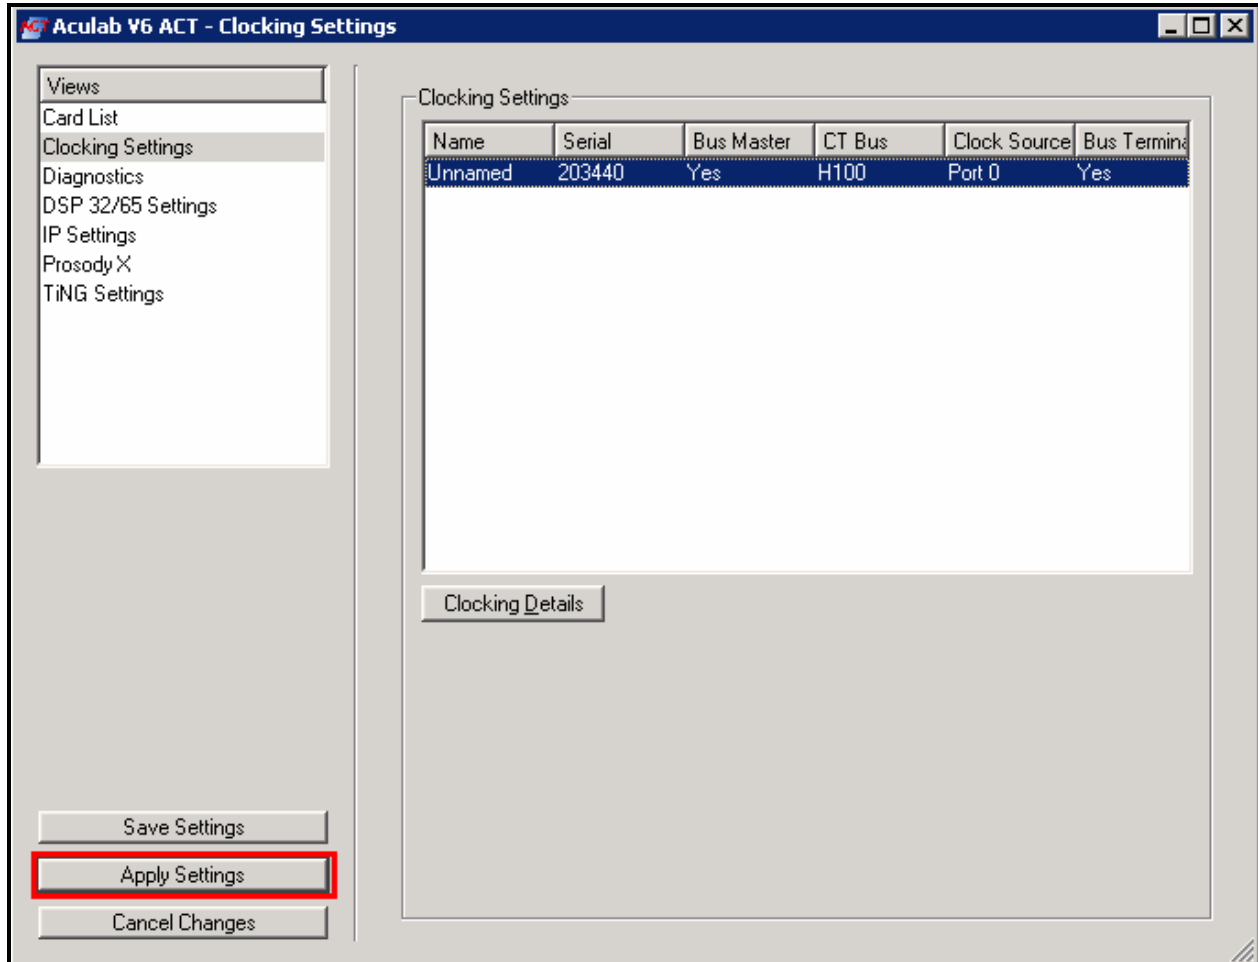 Aculab V6 ACT - Clocking Settings
Views
Card List
Clocking Settings
Diagnostics
DSP 32/65 Settings
IP Settings
Prosody X
TiNG Settings
Save Settings
Apply Settings
Cancel Changes
Clocking Settings
Name Serial Bus Master CT Bus Clock Source Bus Termina
Unnamed 203440 Yes H100 Port 0 Yes
Clocking Details